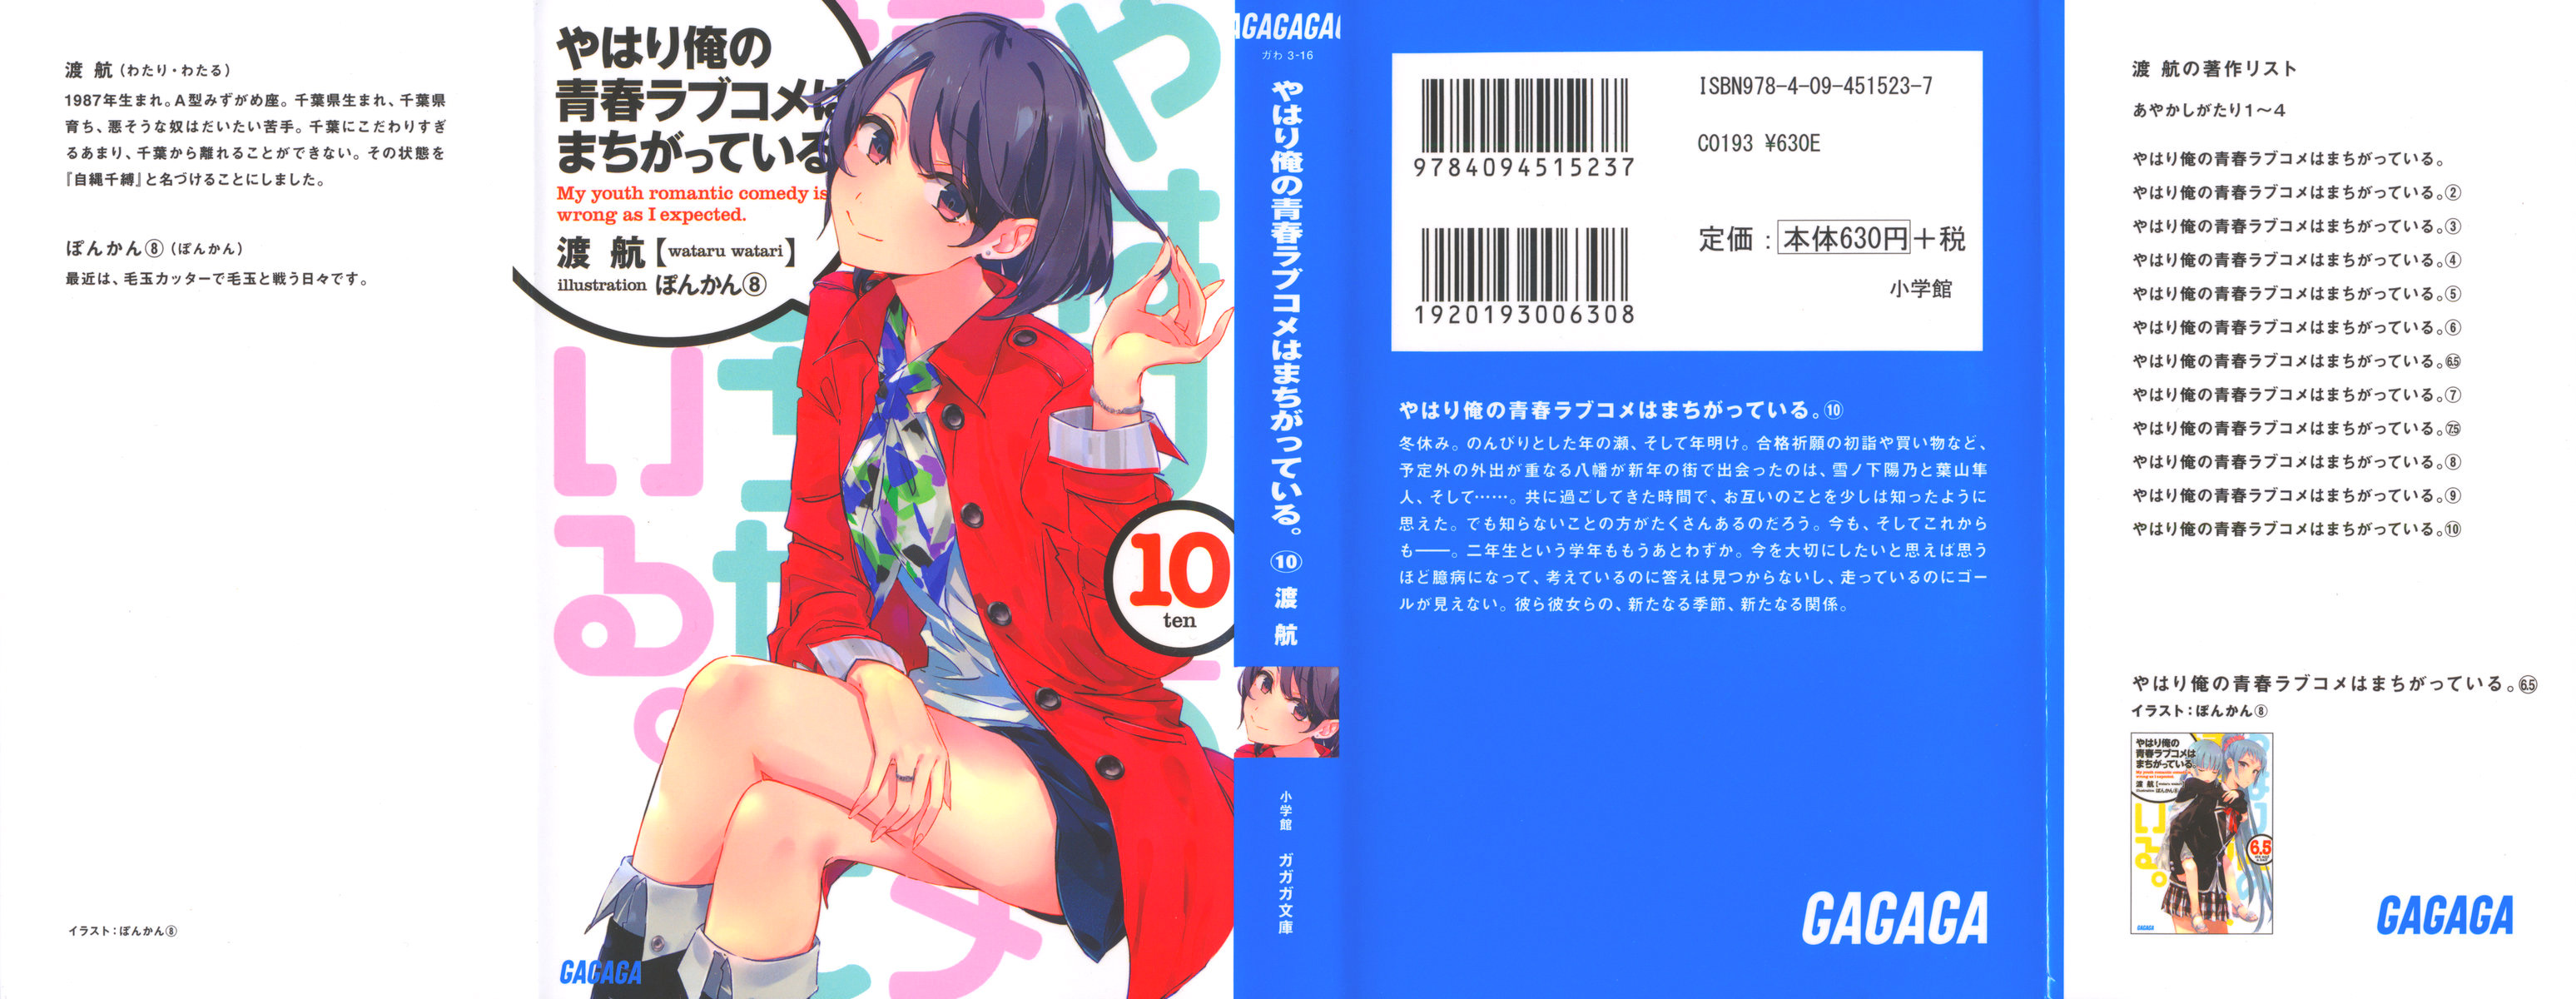 渡 航(わたり・わたる)
1987年生まれ。A型みずがめ座。千葉県生まれ、千葉県
育ち、悪そうな奴はだいたい苦手。千葉にこだわりすぎ
るあまり、千葉から離れることができない。その状態を
『自縄千縛』と名づけることにしました。
ぽんかん⑧(ぽんかん)
最近は、毛玉カッターで毛玉と戦う日々です。
イラスト:ぽんかん⑧
やはり俺の
青春ラブコメは
まちがっている
My youth romantic comedy is
wrong as I expected.
渡 航【wataru watari】
illustration ぽんかん⑧
10
ten
GAGAGA
GAGAGAGA
ガわ 3-16
やはり俺の青春ラブコメはまちがっている。⑩ 渡 航
小学館 ガガガ文庫
9784094515237
ISBN978-4-09-451523-7
C0193 ¥630E
1920193006308
定価:本体630円+税
小学館
やはり俺の青春ラブコメはまちがっている。⑩
冬休み。のんびりとした年の瀬、そして年明け。合格祈願の初詣や買い物など、
予定外の外出が重なる八幡が新年の街で出会ったのは、雪ノ下陽乃と葉山隼
人、そして……。共に過ごしてきた時間で、お互いのことを少しは知ったように
思えた。でも知らないことの方がたくさんあるのだろう。今も、そしてこれから
も――。二年生という学年ももうあとわずか。今を大切にしたいと思えば思う
ほど臆病になって、考えているのに答えは見つからないし、走っているのにゴー
ルが見えない。彼ら彼女らの、新たなる季節、新たなる関係。
GAGAGA
渡 航の著作リスト
あやかしがたり1〜4
やはり俺の青春ラブコメはまちがっている。
やはり俺の青春ラブコメはまちがっている。②
やはり俺の青春ラブコメはまちがっている。③
やはり俺の青春ラブコメはまちがっている。④
やはり俺の青春ラブコメはまちがっている。⑤
やはり俺の青春ラブコメはまちがっている。⑥
やはり俺の青春ラブコメはまちがっている。6.5
やはり俺の青春ラブコメはまちがっている。⑦
やはり俺の青春ラブコメはまちがっている。7.5
やはり俺の青春ラブコメはまちがっている。⑧
やはり俺の青春ラブコメはまちがっている。⑨
やはり俺の青春ラブコメはまちがっている。⑩
やはり俺の青春ラブコメはまちがっている。6.5
イラスト:ぽんかん⑧
やはり俺の
青春ラブコメは
まちがっている。
渡 航
6.5
GAGAGA
GAGAGA